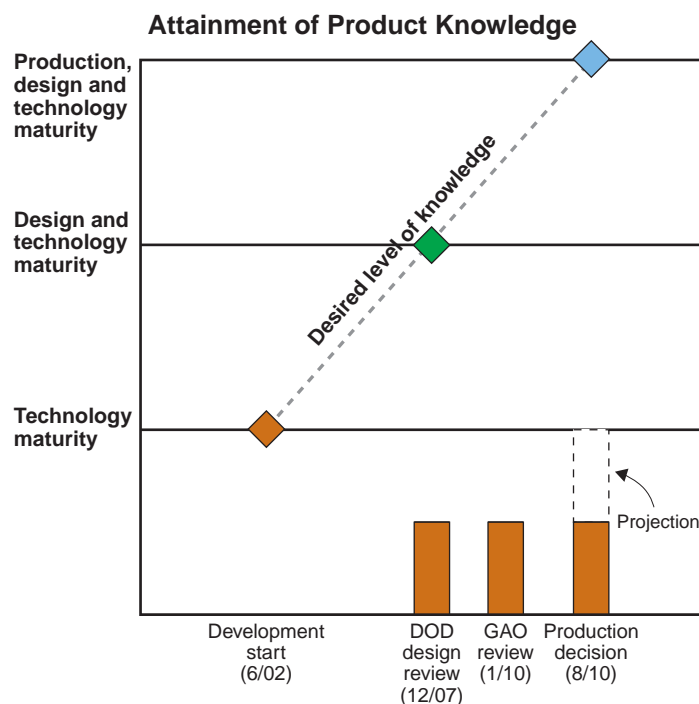 Attainment of Product Knowledge
Production,
design and
technology
maturity
Design and
technology
maturity
Desired level of knowledge
Technology
maturity
Projection
Development
start
(6/02)
DOD
design
review
(12/07)
GAO
review
(1/10)
Production
decision
(8/10)